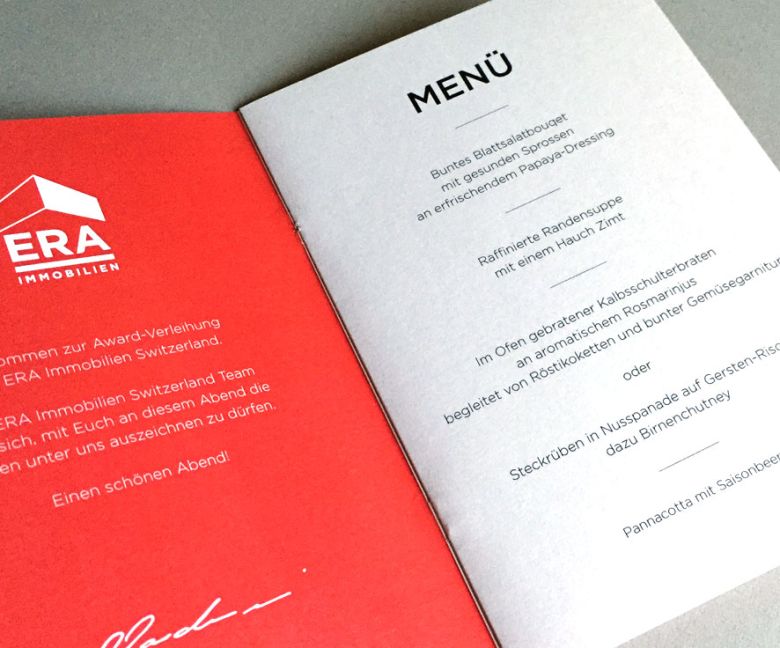 ERA
IMMOBILIEN
ommen zur Award-Verleihung
ERA Immobilien Switzerland.
ERA Immobilien Switzerland Team
sich, mit Euch an diesem Abend die
en unter uns auszeichnen zu dürfen.
Einen schönen Abend!
MENÜ
Buntes Blattsalatbouqet
mit gesunden Sprossen
an erfrischendem Papaya-Dressing
Raffinierte Randensuppe
mit einem Hauch Zimt
Im Ofen gebratener Kalbsschulterbraten
an aromatischem Rosmarinjus
begleitet von Röstikoketten und bunter Gemüsegarnitur
oder
Steckrüben in Nusspanade auf Gersten-Riso
dazu Birnenchutney
Pannacotta mit Saisonbeer